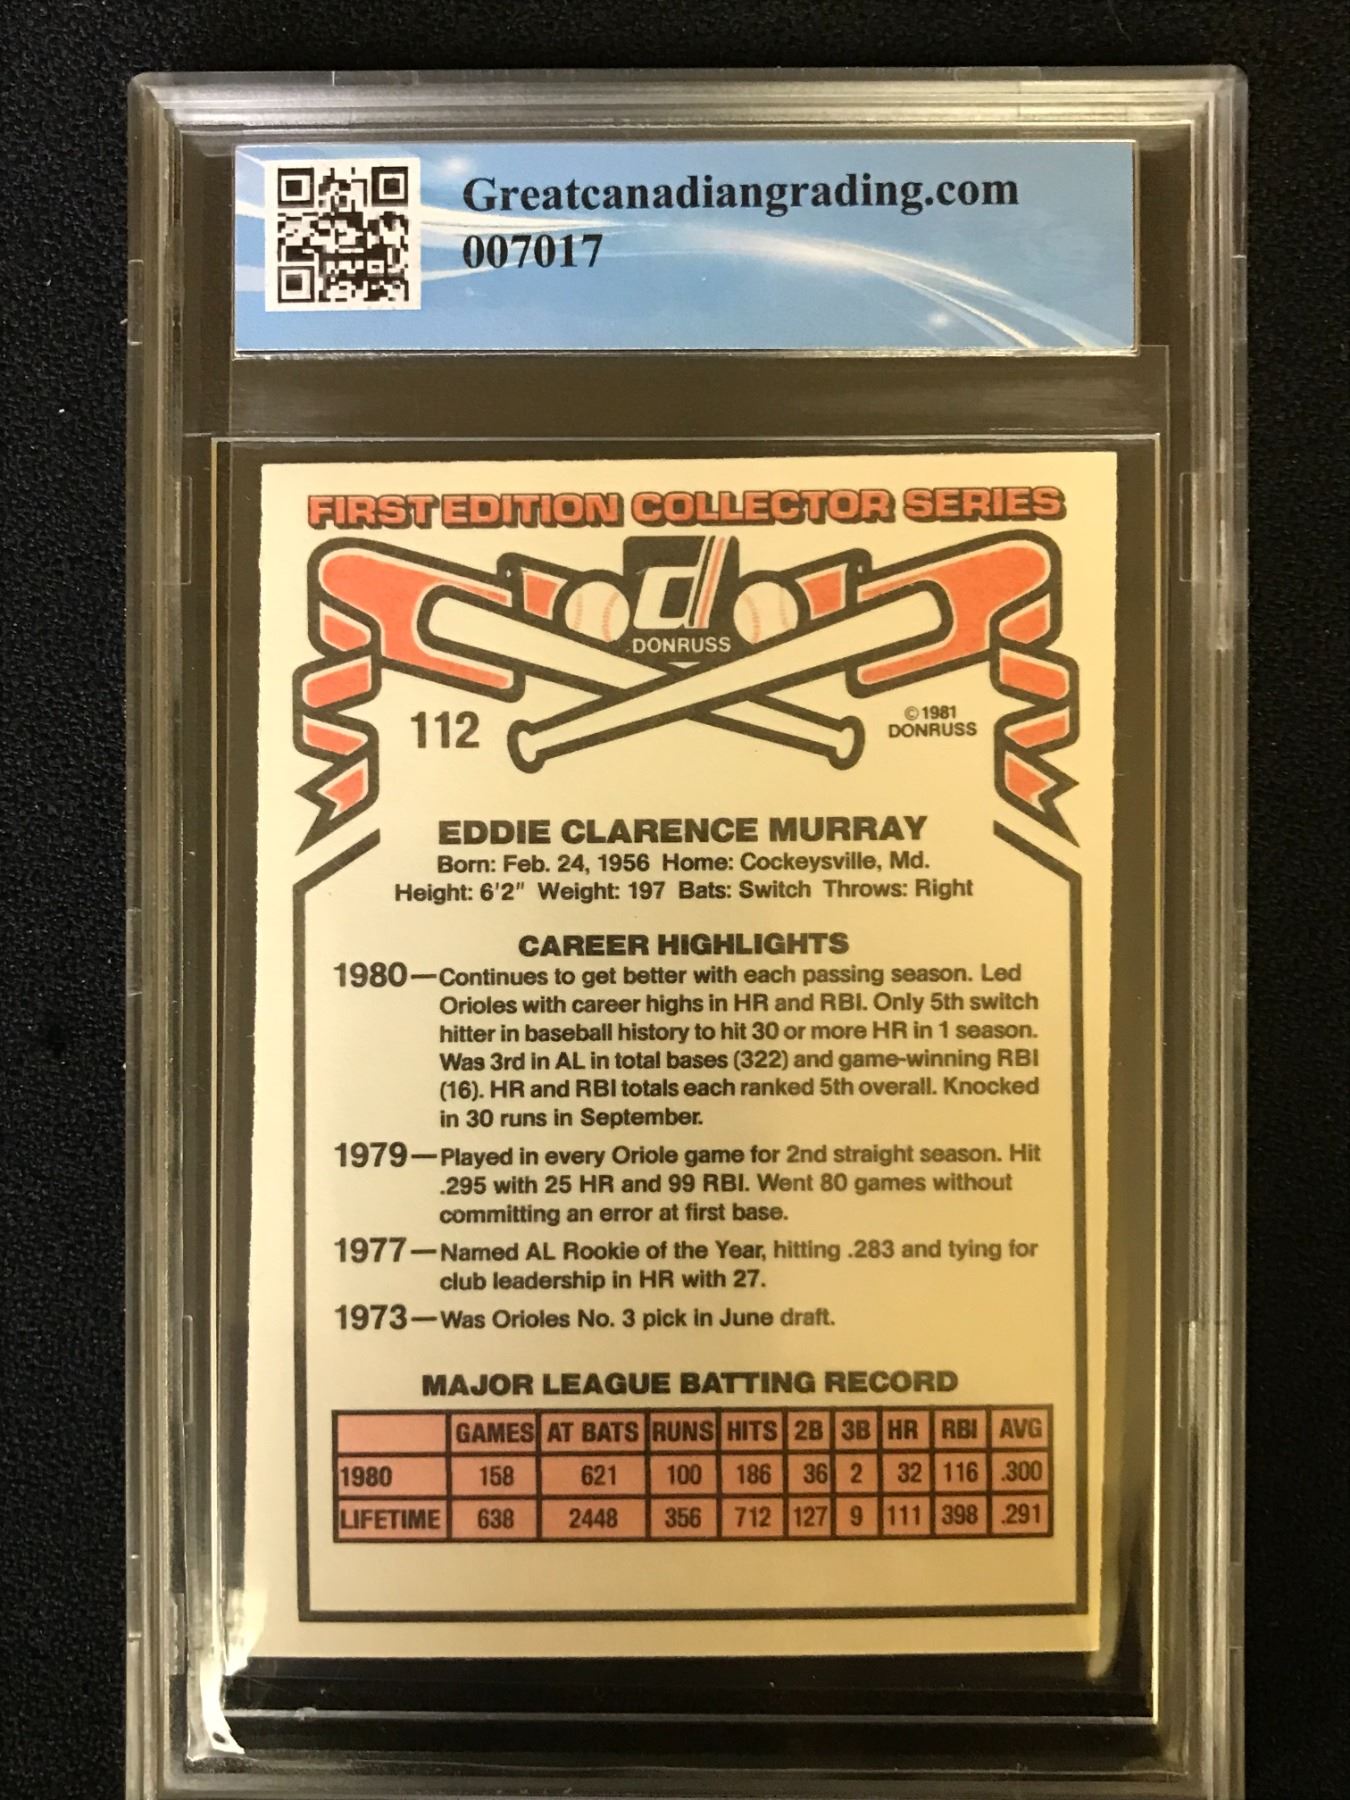 Greatcanadiangrading.com
007017
FIRST EDITION COLLECTOR SERIES
d
DONRUSS
112
© 1981
DONRUSS
EDDIE CLARENCE MURRAY
Born: Feb. 24, 1956 Home: Cockeysville, Md.
Height: 6'2" Weight: 197 Bats: Switch Throws: Right
CAREER HIGHLIGHTS
1980—Continues to get better with each passing season. Led
Orioles with career highs in HR and RBI. Only 5th switch
hitter in baseball history to hit 30 or more HR in 1 season.
Was 3rd in AL in total bases (322) and game-winning RBI
(16). HR and RBI totals each ranked 5th overall. Knocked
in 30 runs in September.
1979—Played in every Oriole game for 2nd straight season. Hit
.295 with 25 HR and 99 RBI. Went 80 games without
committing an error at first base.
1977—Named AL Rookie of the Year, hitting .283 and tying for
club leadership in HR with 27.
1973—Was Orioles No. 3 pick in June draft.
MAJOR LEAGUE BATTING RECORD
GAMES AT BATS RUNS HITS 2B 3B HR RBI AVG
1980 158 621 100 186 36 2 32 116 .300
LIFETIME 638 2448 356 712 127 9 111 398 .291